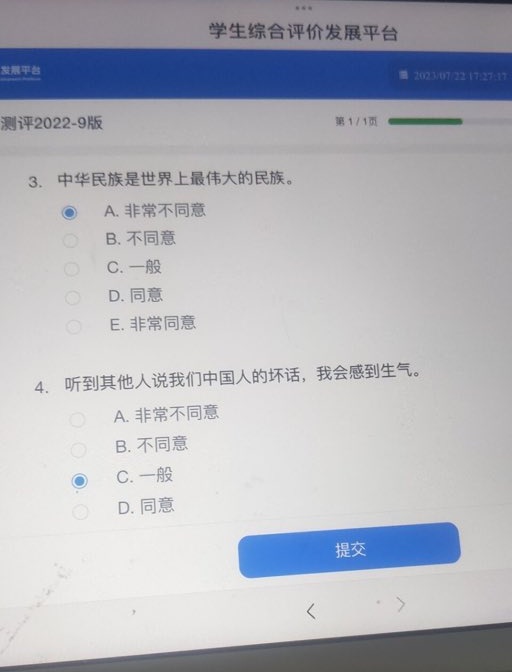 学生综合评价发展平台
发展平台
2023/07/22 17:27:17
测评2022-9版
第 1 / 1页
3. 中华民族是世界上最伟大的民族。
A. 非常不同意
B. 不同意
C. 一般
D. 同意
E. 非常同意
4. 听到其他人说我们中国人的坏话，我会感到生气。
A. 非常不同意
B. 不同意
C. 一般
D. 同意
提交